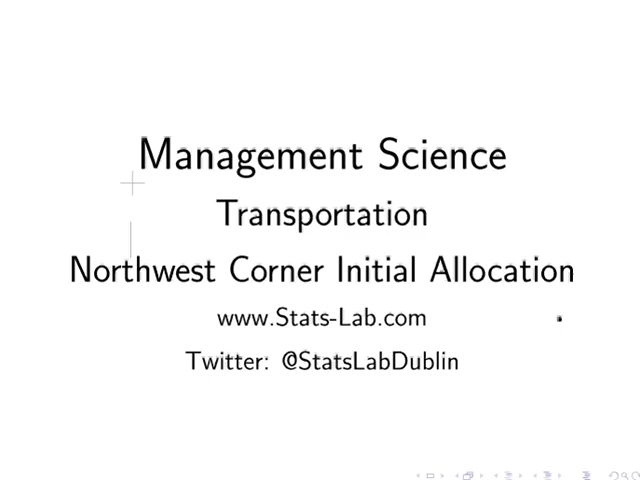 Management Science
Transportation
Northwest Corner Initial Allocation
www.Stats-Lab.com
Twitter: @StatsLabDublin